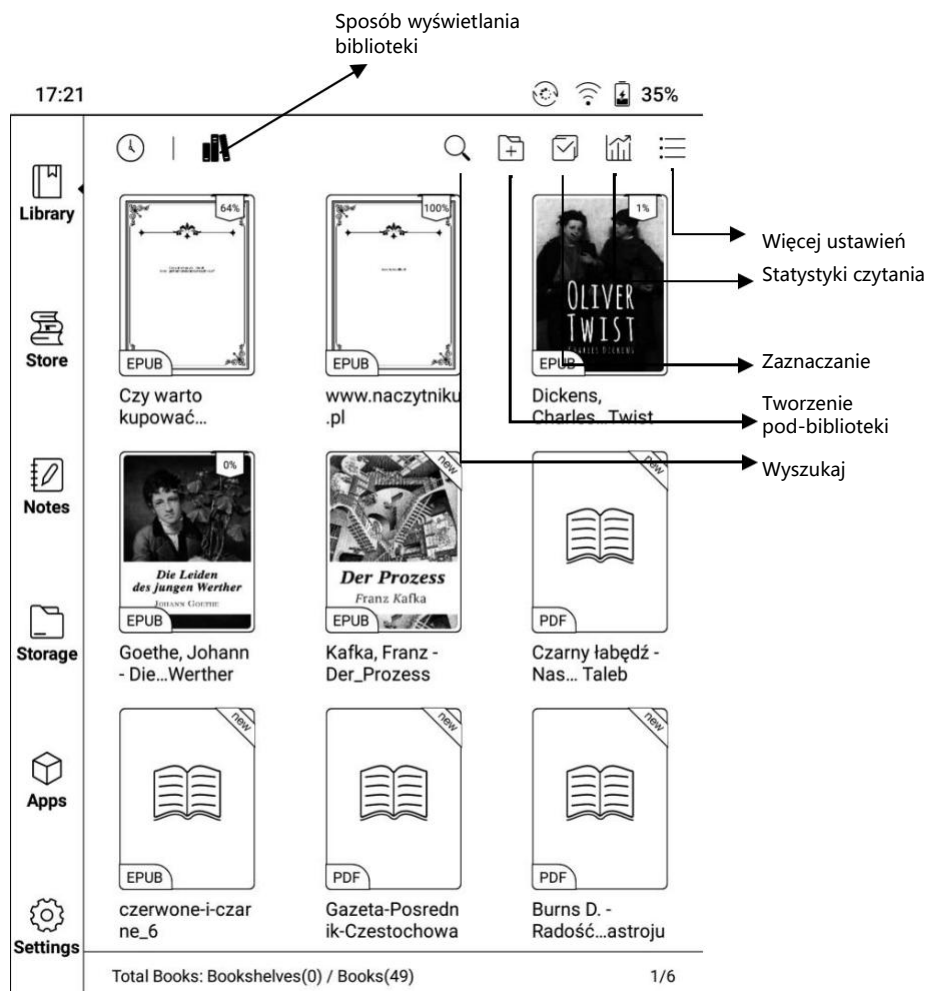 Sposób wyświetlania
biblioteki
17:21
35%
Library
Store
Notes
Storage
Apps
Settings
64%
EPUB
Czy warto
kupować...
100%
EPUB
www.naczytniku
.pl
1%
OLIVER
TWIST
CHARLES DICKENS
EPUB
Dickens,
Charles...Twist
Więcej ustawień
Statystyki czytania
Zaznaczanie
Tworzenie
pod-biblioteki
Wyszukaj
0%
Die Leiden
des jungen Werther
JOHANN GOETHE
EPUB
Goethe, Johann
- Die...Werther
new
Der Prozess
Franz Kafka
EPUB
Kafka, Franz -
Der_Prozess
new
PDF
Czarny łabędź -
Nas... Taleb
new
EPUB
czerwone-i-czar
ne_6
new
PDF
Gazeta-Posredn
ik-Czestochowa
new
PDF
Burns D. -
Radość...astroju
Total Books: Bookshelves(0) / Books(49)
1/6